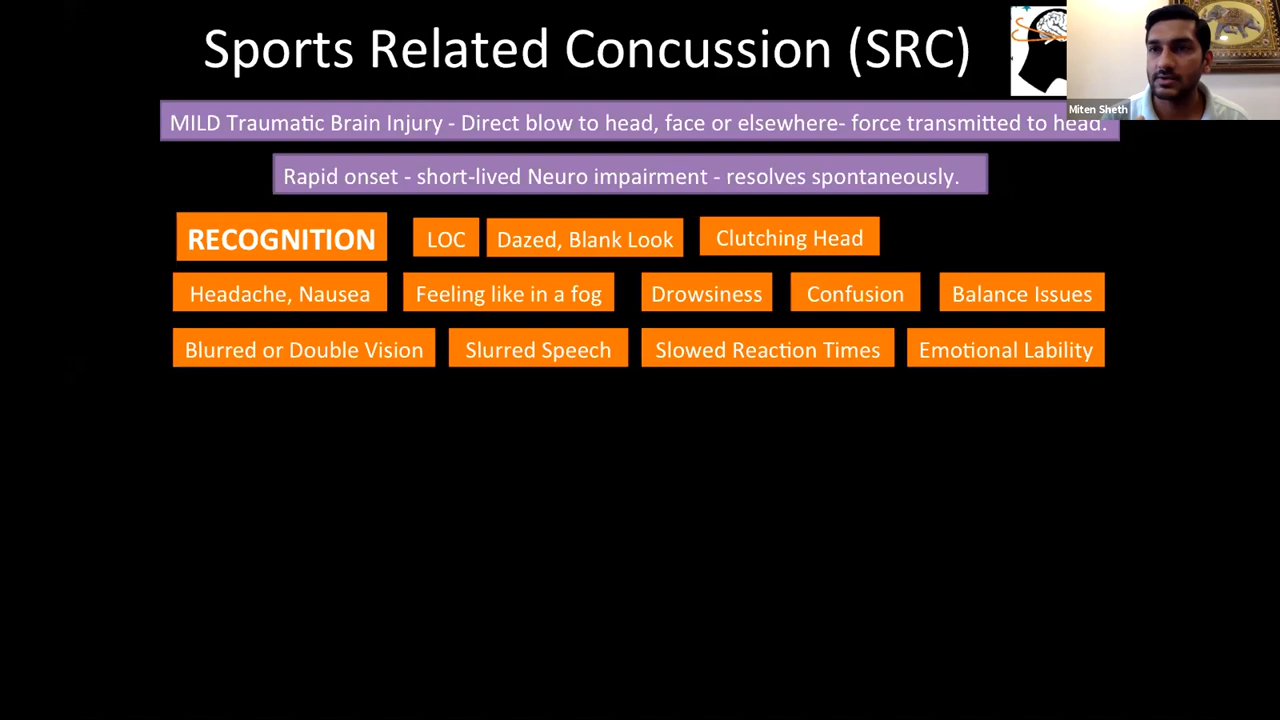 Sports Related Concussion (SRC)
Miten Sheth
MILD Traumatic Brain Injury - Direct blow to head, face or elsewhere- force transmitted to head.
Rapid onset - short-lived Neuro impairment - resolves spontaneously.
RECOGNITION LOC Dazed, Blank Look Clutching Head
Headache, Nausea Feeling like in a fog Drowsiness Confusion Balance Issues
Blurred or Double Vision Slurred Speech Slowed Reaction Times Emotional Lability